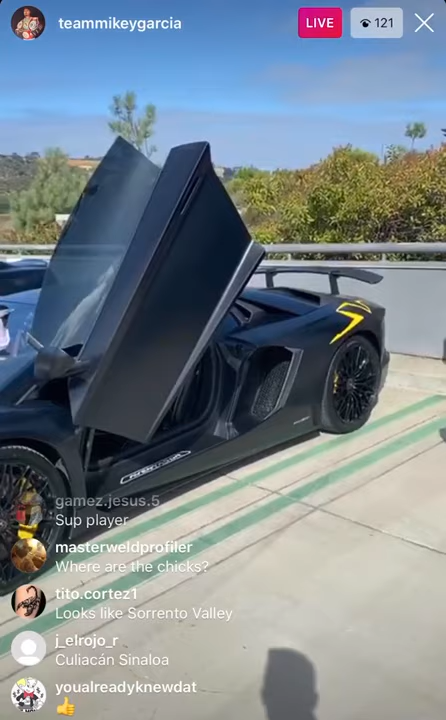 teammikeygarcia
LIVE
121
gamez.jesus.5
Sup player
masterweldprofiler
Where are the chicks?
tito.cortez1
Looks like Sorrento Valley
j_elrojo_r
Culiacán Sinaloa
youalreadyknewdat
👍